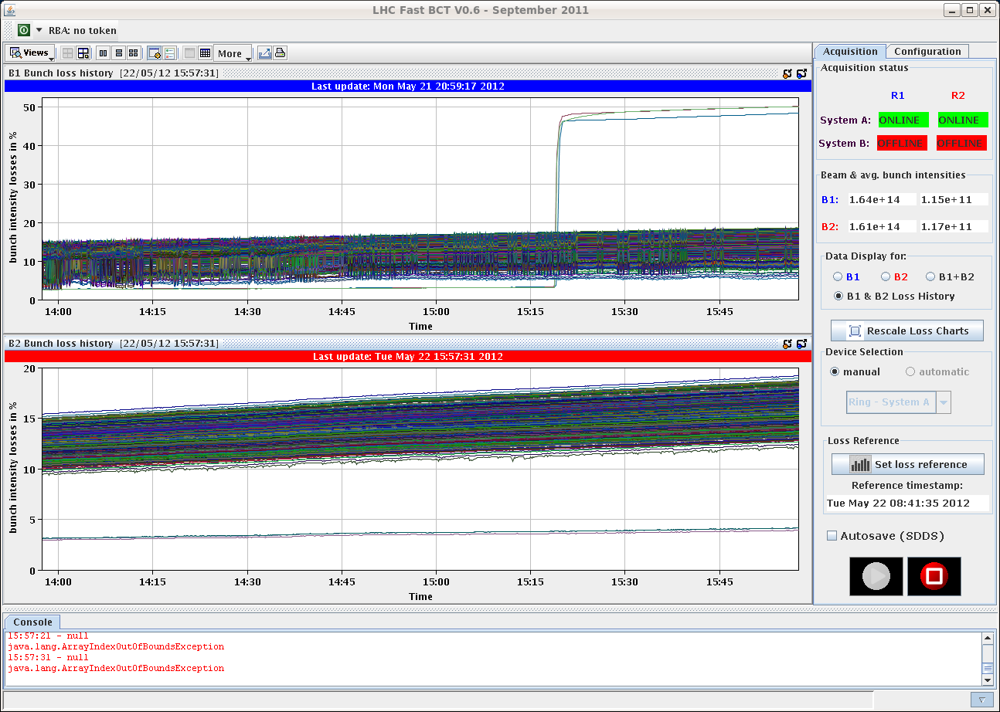 LHC Fast BCT V0.6 - September 2011
RBA: no token
Views
More
B1 Bunch loss history [22/05/12 15:57:31]
Last update: Mon May 21 20:59:17 2012
bunch intensity losses in %
50
40
30
20
10
0
14:00 14:15 14:30 14:45 15:00 15:15 15:30 15:45
Time
B2 Bunch loss history [22/05/12 15:57:31]
Last update: Tue May 22 15:57:31 2012
bunch intensity losses in %
20
15
10
5
0
14:00 14:15 14:30 14:45 15:00 15:15 15:30 15:45
Time
Acquisition Configuration
Acquisition status
R1 R2
System A: ONLINE ONLINE
System B: OFFLINE OFFLINE
Beam & avg. bunch intensities
B1: 1.64e+14 1.15e+11
B2: 1.61e+14 1.17e+11
Data Display for:
B1 B2 B1+B2
B1 & B2 Loss History
Rescale Loss Charts
Device Selection
manual automatic
Ring - System A
Loss Reference
Set loss reference
Reference timestamp:
Tue May 22 08:41:35 2012
Autosave (SDDS)
Console
15:57:21 - null
java.lang.ArrayIndexOutOfBoundsException
15:57:31 - null
java.lang.ArrayIndexOutOfBoundsException